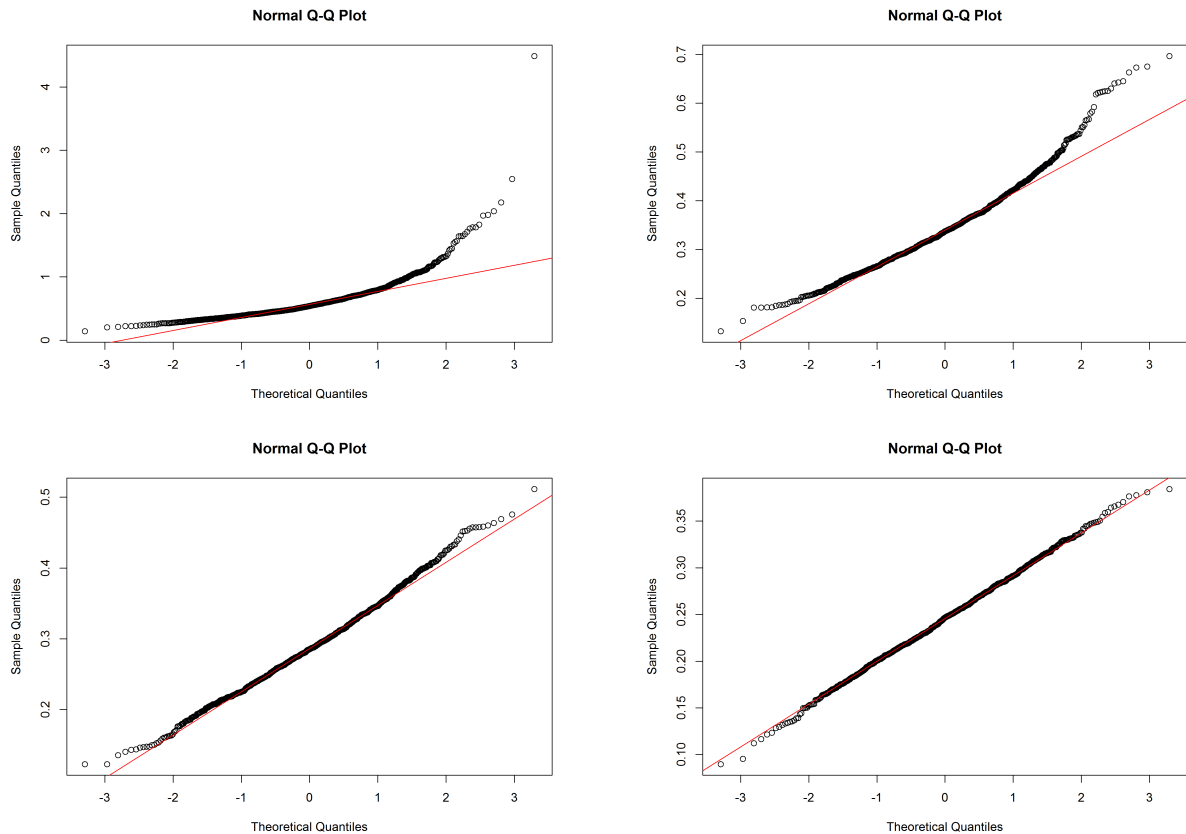 Normal Q-Q Plot
Sample Quantiles
4
3
2
1
0
-3 -2 -1 0 1 2 3
Theoretical Quantiles
Normal Q-Q Plot
Sample Quantiles
0.7
0.6
0.5
0.4
0.3
0.2
-3 -2 -1 0 1 2 3
Theoretical Quantiles
Normal Q-Q Plot
Sample Quantiles
0.5
0.4
0.3
0.2
-3 -2 -1 0 1 2 3
Theoretical Quantiles
Normal Q-Q Plot
Sample Quantiles
0.35
0.30
0.25
0.20
0.15
0.10
-3 -2 -1 0 1 2 3
Theoretical Quantiles